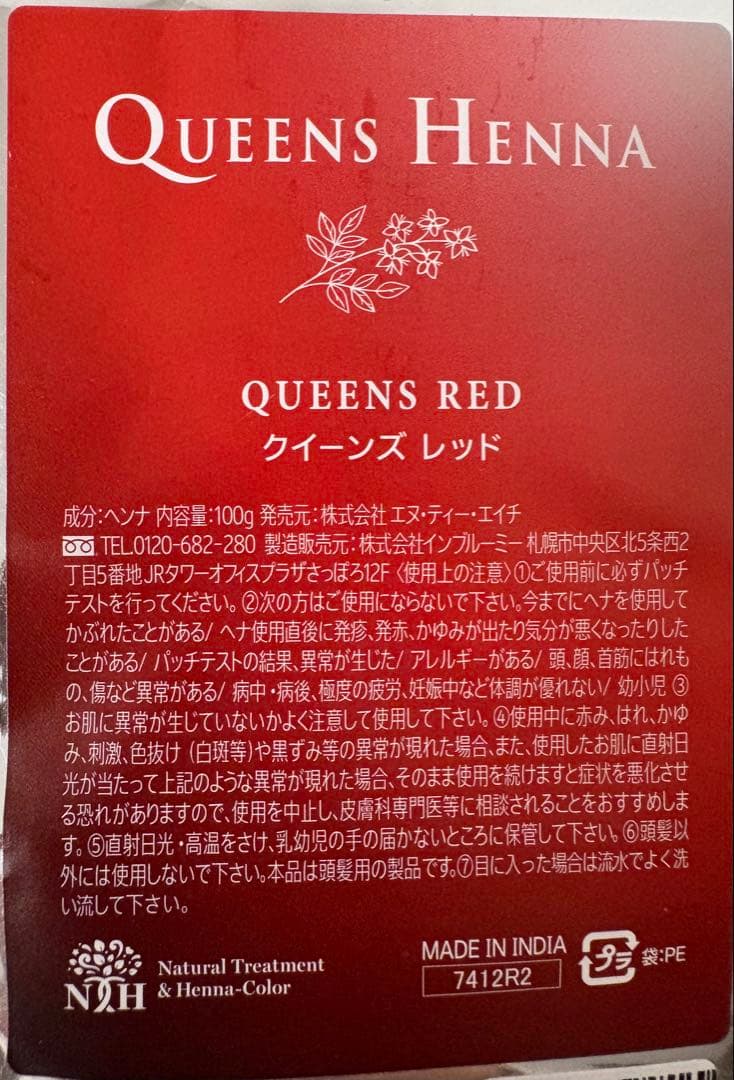 QUEENS HENNA
QUEENS RED
クイーンズ レッド
成分:ヘンナ 内容量:100g 発売元:株式会社 エヌ・ティー・エイチ
TEL.0120-682-280 製造販売元:株式会社インブルーミー 札幌市中央区北5条西2
丁目5番地JRタワーオフィスプラザさっぽろ12F 〈使用上の注意〉①ご使用前に必ずパッチ
テストを行ってください。②次の方はご使用にならないで下さい。今までにヘナを使用して
かぶれたことがある/ ヘナ使用直後に発疹、発赤、かゆみが出たり気分が悪くなったりした
ことがある/ パッチテストの結果、異常が生じた/ アレルギーがある/ 頭、顔、首筋にはれも
の、傷など異常がある/ 病中・病後、極度の疲労、妊娠中など体調が優れない/ 幼小児 ③
お肌に異常が生じていないかよく注意して使用して下さい。④使用中に赤み、はれ、かゆ
み、刺激、色抜け (白斑等)や黒ずみ等の異常が現れた場合、また、使用したお肌に直射日
光が当たって上記のような異常が現れた場合、そのまま使用を続けますと症状を悪化させ
る恐れがありますので、使用を中止し、皮膚科専門医等に相談されることをおすすめしま
す。⑤直射日光・高温をさけ、乳幼児の手の届かないところに保管して下さい。⑥頭髪以
外には使用しないで下さい。本品は頭髪用の製品です。⑦目に入った場合は流水でよく洗
い流して下さい。
NTH
Natural Treatment
& Henna-Color
MADE IN INDIA
7412R2
プラ
袋:PE